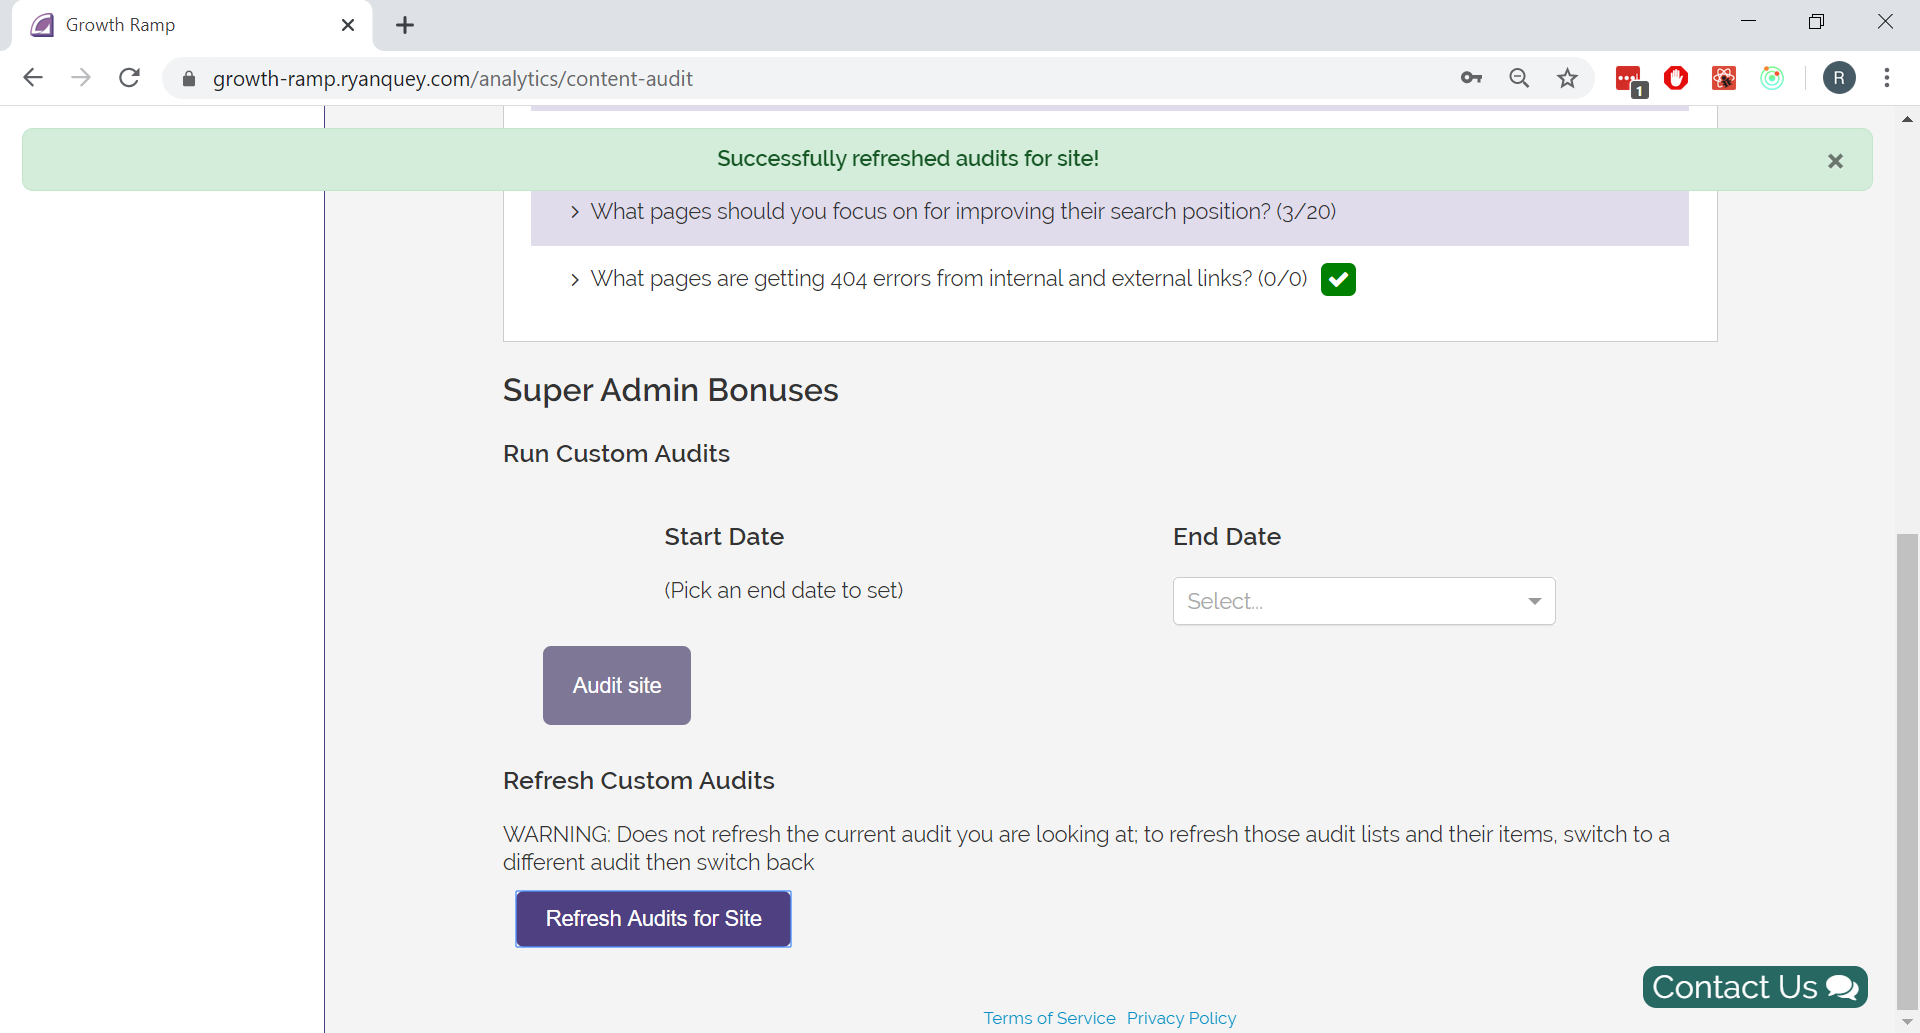 Growth Ramp
growth-ramp.ryanquey.com/analytics/content-audit
1
R
Successfully refreshed audits for site!
What pages should you focus on for improving their search position? (3/20)
What pages are getting 404 errors from internal and external links? (0/0)
Super Admin Bonuses
Run Custom Audits
Start Date
End Date
(Pick an end date to set)
Select...
Audit site
Refresh Custom Audits
WARNING: Does not refresh the current audit you are looking at; to refresh those audit lists and their items, switch to a
different audit then switch back
Refresh Audits for Site
Contact Us
Terms of Service Privacy Policy